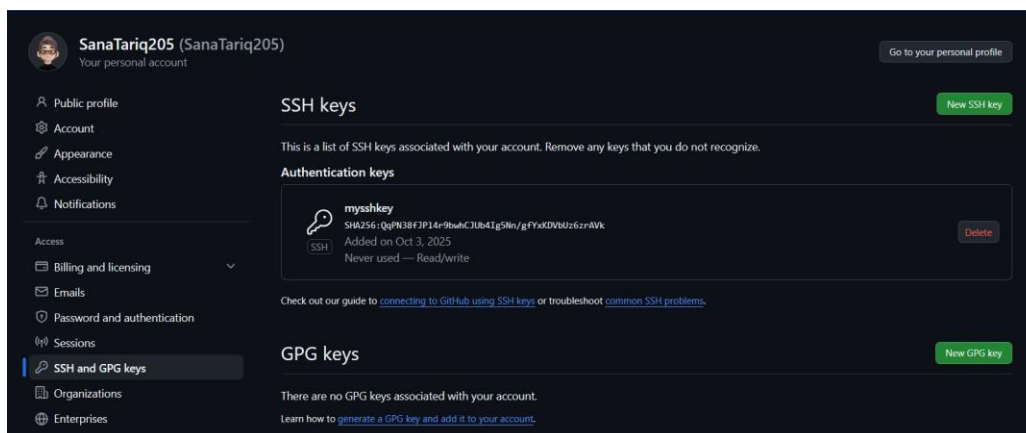 SanaTariq205 (SanaTariq205)
Your personal account
Go to your personal profile
Public profile
Account
Appearance
Accessibility
Notifications
Access
Billing and licensing
Emails
Password and authentication
Sessions
SSH and GPG keys
Organizations
Enterprises
SSH keys
New SSH key
This is a list of SSH keys associated with your account. Remove any keys that you do not recognize.
Authentication keys
mysshkey
SHA256:QqPN38fJP14r9bwhCJUb4Ig5Nn/gfYxKDVbUz6zrAVk
SSH
Added on Oct 3, 2025
Never used — Read/write
Delete
Check out our guide to connecting to GitHub using SSH keys or troubleshoot common SSH problems.
GPG keys
New GPG key
There are no GPG keys associated with your account.
Learn how to generate a GPG key and add it to your account.